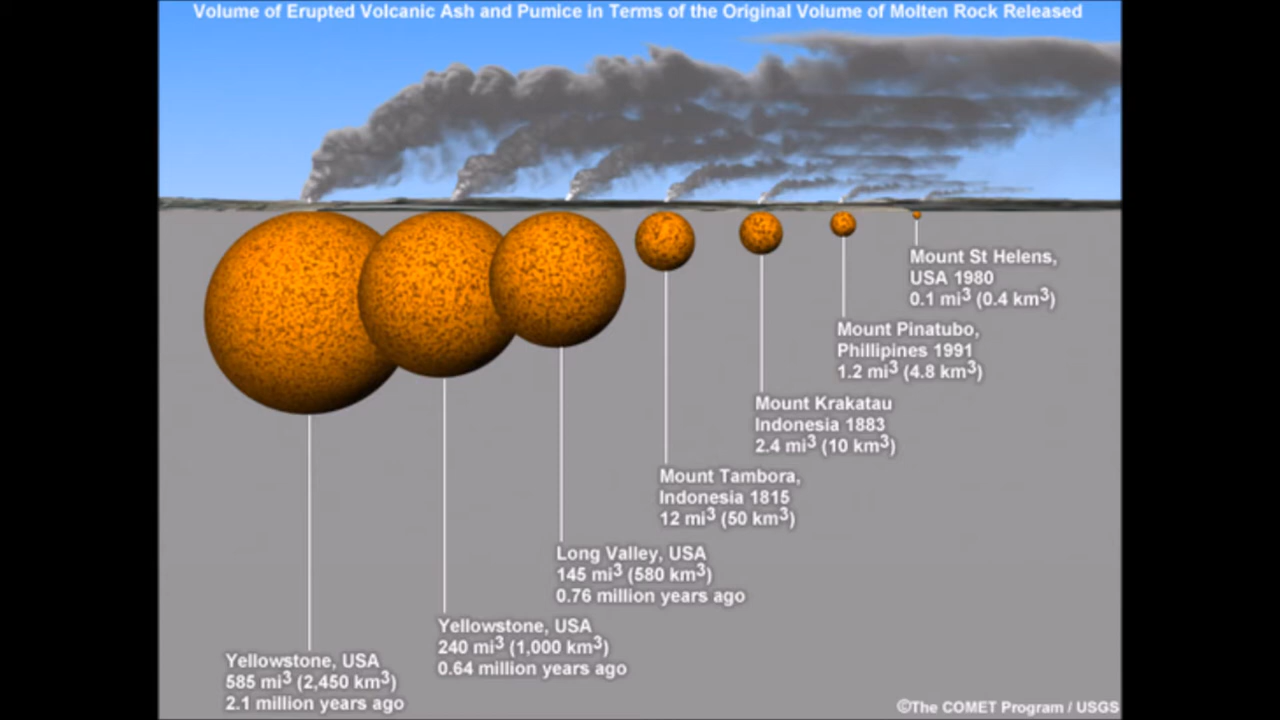 Volume of Erupted Volcanic Ash and Pumice in Terms of the Original Volume of Molten Rock Released
Mount St Helens,
USA 1980
0.1 mi³ (0.4 km³)
Mount Pinatubo,
Phillipines 1991
1.2 mi³ (4.8 km³)
Mount Krakatau
Indonesia 1883
2.4 mi³ (10 km³)
Mount Tambora,
Indonesia 1815
12 mi³ (50 km³)
Long Valley, USA
145 mi³ (580 km³)
0.76 million years ago
Yellowstone, USA
240 mi³ (1,000 km³)
0.64 million years ago
Yellowstone, USA
585 mi³ (2,450 km³)
2.1 million years ago
©The COMET Program / USGS